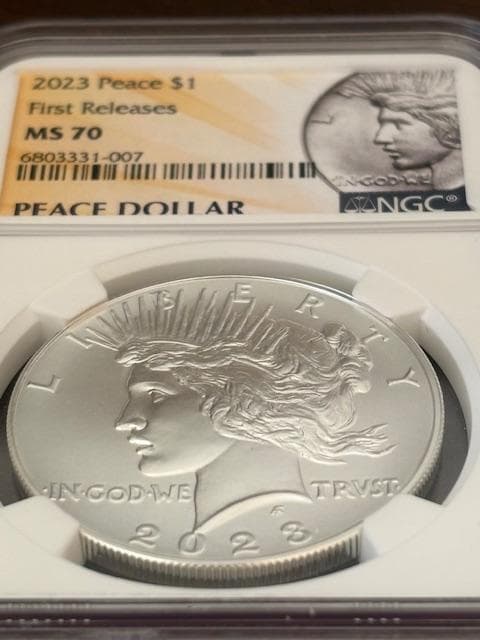 2023 Peace $1
First Releases
MS 70
6803331-007
PEACE DOLLAR
L
IN·GOD·WE
NGC®
LIBERTY
·IN·GOD·WE TRVST·
2023